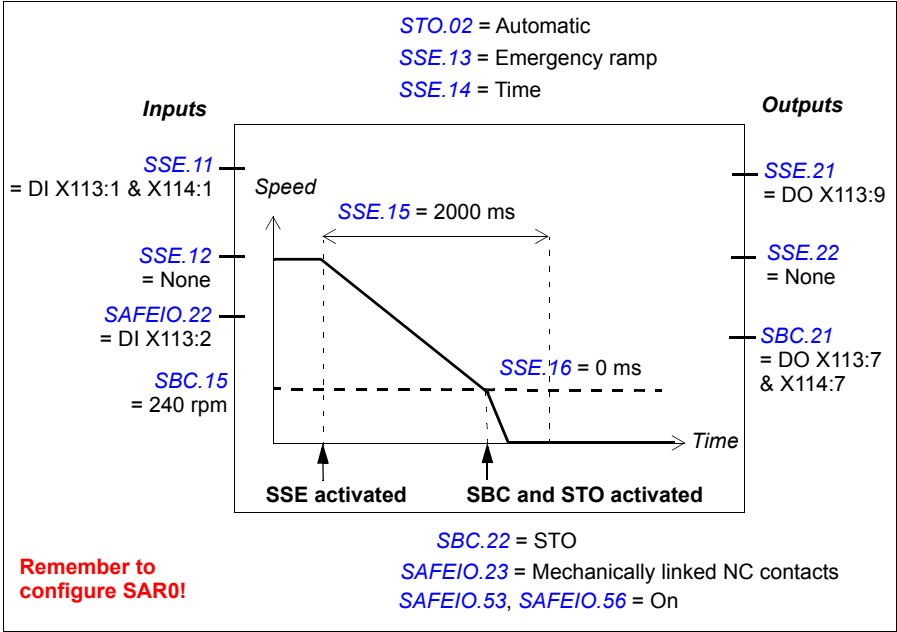 STO.02 = Automatic
SSE.13 = Emergency ramp
SSE.14 = Time
Inputs
Outputs
SSE.11
= DI X113:1 & X114:1
SSE.12
= None
SAFEIO.22
= DI X113:2
SBC.15
= 240 rpm
Speed
SSE.15 = 2000 ms
SSE.16 = 0 ms
Time
SSE activated
SBC and STO activated
SSE.21
= DO X113:9
SSE.22
= None
SBC.21
= DO X113:7
& X114:7
SBC.22 = STO
SAFEIO.23 = Mechanically linked NC contacts
SAFEIO.53, SAFEIO.56 = On
Remember to
configure SAR0!